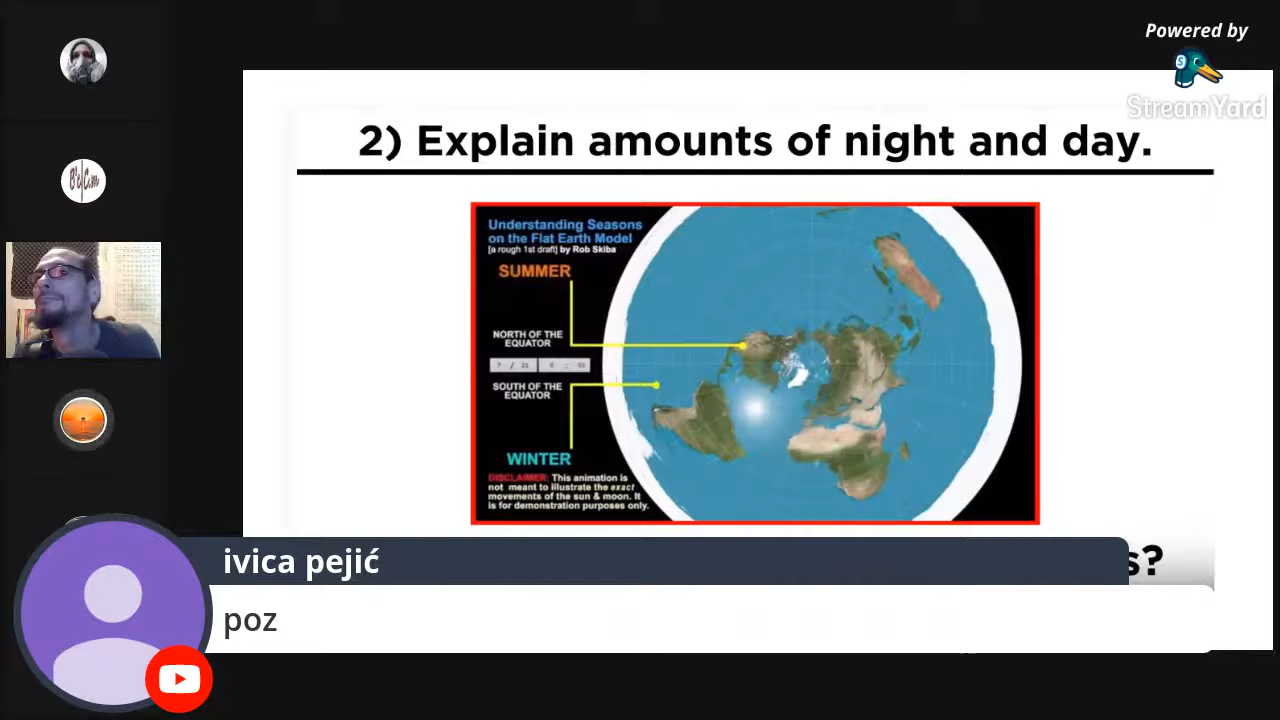 Powered by
StreamYard
2) Explain amounts of night and day.
Understanding Seasons
on the Flat Earth Model
[a rough 1st draft] by Rob Skiba
SUMMER
NORTH OF THE
EQUATOR
SOUTH OF THE
EQUATOR
WINTER
DISCLAIMER: This animation is
not meant to illustrate the exact
movements of the sun & moon. It
is for demonstration purposes only.
s?
ivica pejić
poz